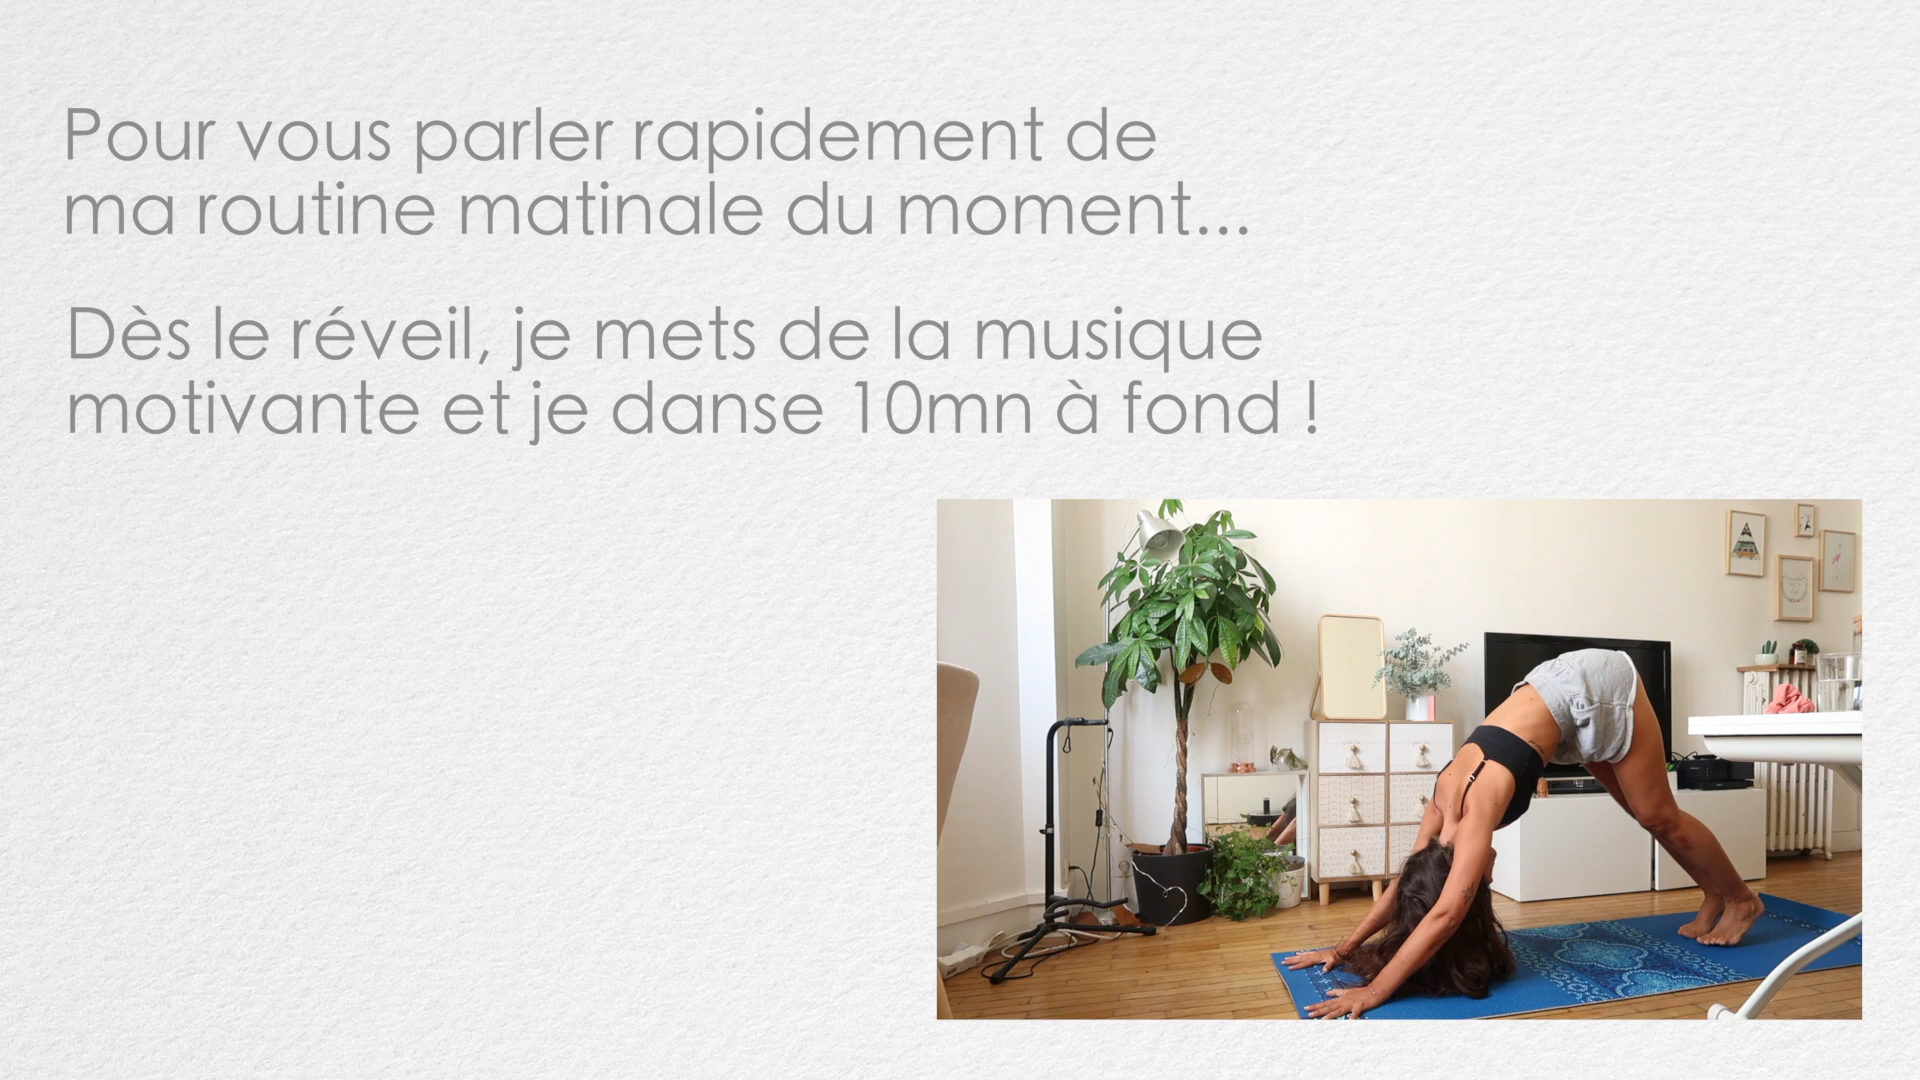 Pour vous parler rapidement de
ma routine matinale du moment...
Dès le réveil, je mets de la musique
motivante et je danse 10mn à fond !